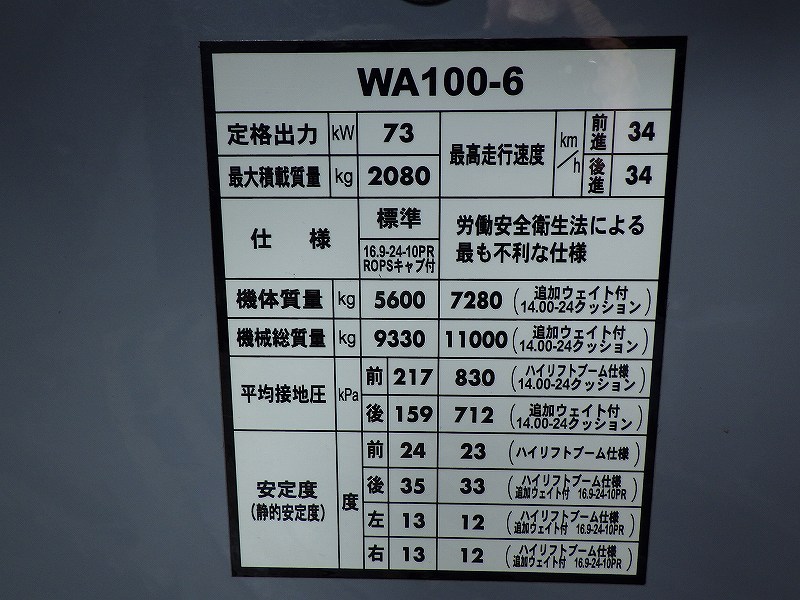 WA100-6
定格出力 kW 73 最高走行速度 km/h 前進 34
最大積載質量 kg 2080 後進 34
仕様 標準 労働安全衛生法による
16.9-24-10PR 最も不利な仕様
ROPSキャブ付
機体質量 kg 5600 7280 (追加ウェイト付
14.00-24クッション)
機械総質量 kg 9330 11000 (追加ウェイト付
14.00-24クッション)
平均接地圧 kPa 前 217 830 (ハイリフトブーム仕様
14.00-24クッション)
後 159 712 (追加ウェイト付
14.00-24クッション)
安定度 度 前 24 23 (ハイリフトブーム仕様)
(静的安定度) 後 35 33 (ハイリフトブーム仕様
追加ウェイト付 16.9-24-10PR)
左 13 12 (ハイリフトブーム仕様
追加ウェイト付 16.9-24-10PR)
右 13 12 (ハイリフトブーム仕様
追加ウェイト付 16.9-24-10PR)